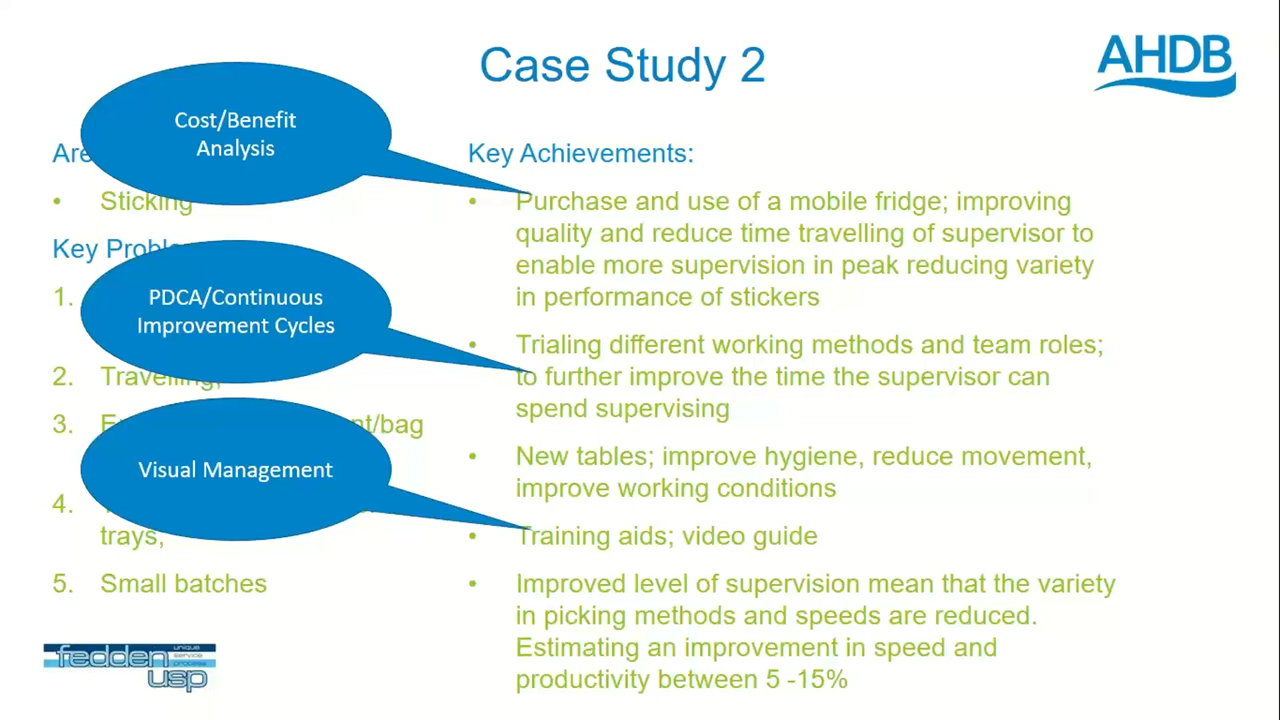 Case Study 2
AHDB
Cost/Benefit
Analysis
• Sticking
Key
1.
PDCA/Continuous
Improvement Cycles
2. Travelling;
3.
Visual Management
4.
trays;
5. Small batches
Key Achievements:
• Purchase and use of a mobile fridge; improving
quality and reduce time travelling of supervisor to
enable more supervision in peak reducing variety
in performance of stickers
• Trialing different working methods and team roles;
to further improve the time the supervisor can
spend supervising
• New tables; improve hygiene, reduce movement,
improve working conditions
• Training aids; video guide
• Improved level of supervision mean that the variety
in picking methods and speeds are reduced.
Estimating an improvement in speed and
productivity between 5 -15%
fedden
unique
service
process
usp